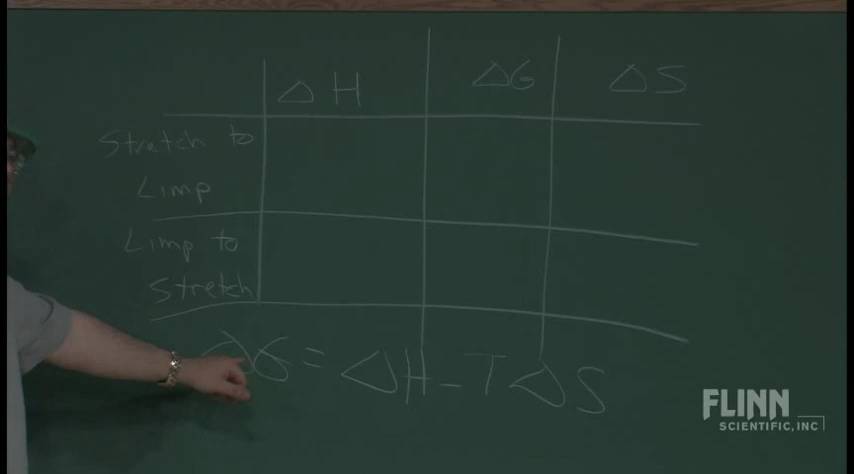 ΔH ΔG ΔS
Stretch to
Limp
Limp to
Stretch
ΔG = ΔH - TΔS
FLINN
SCIENTIFIC, INC